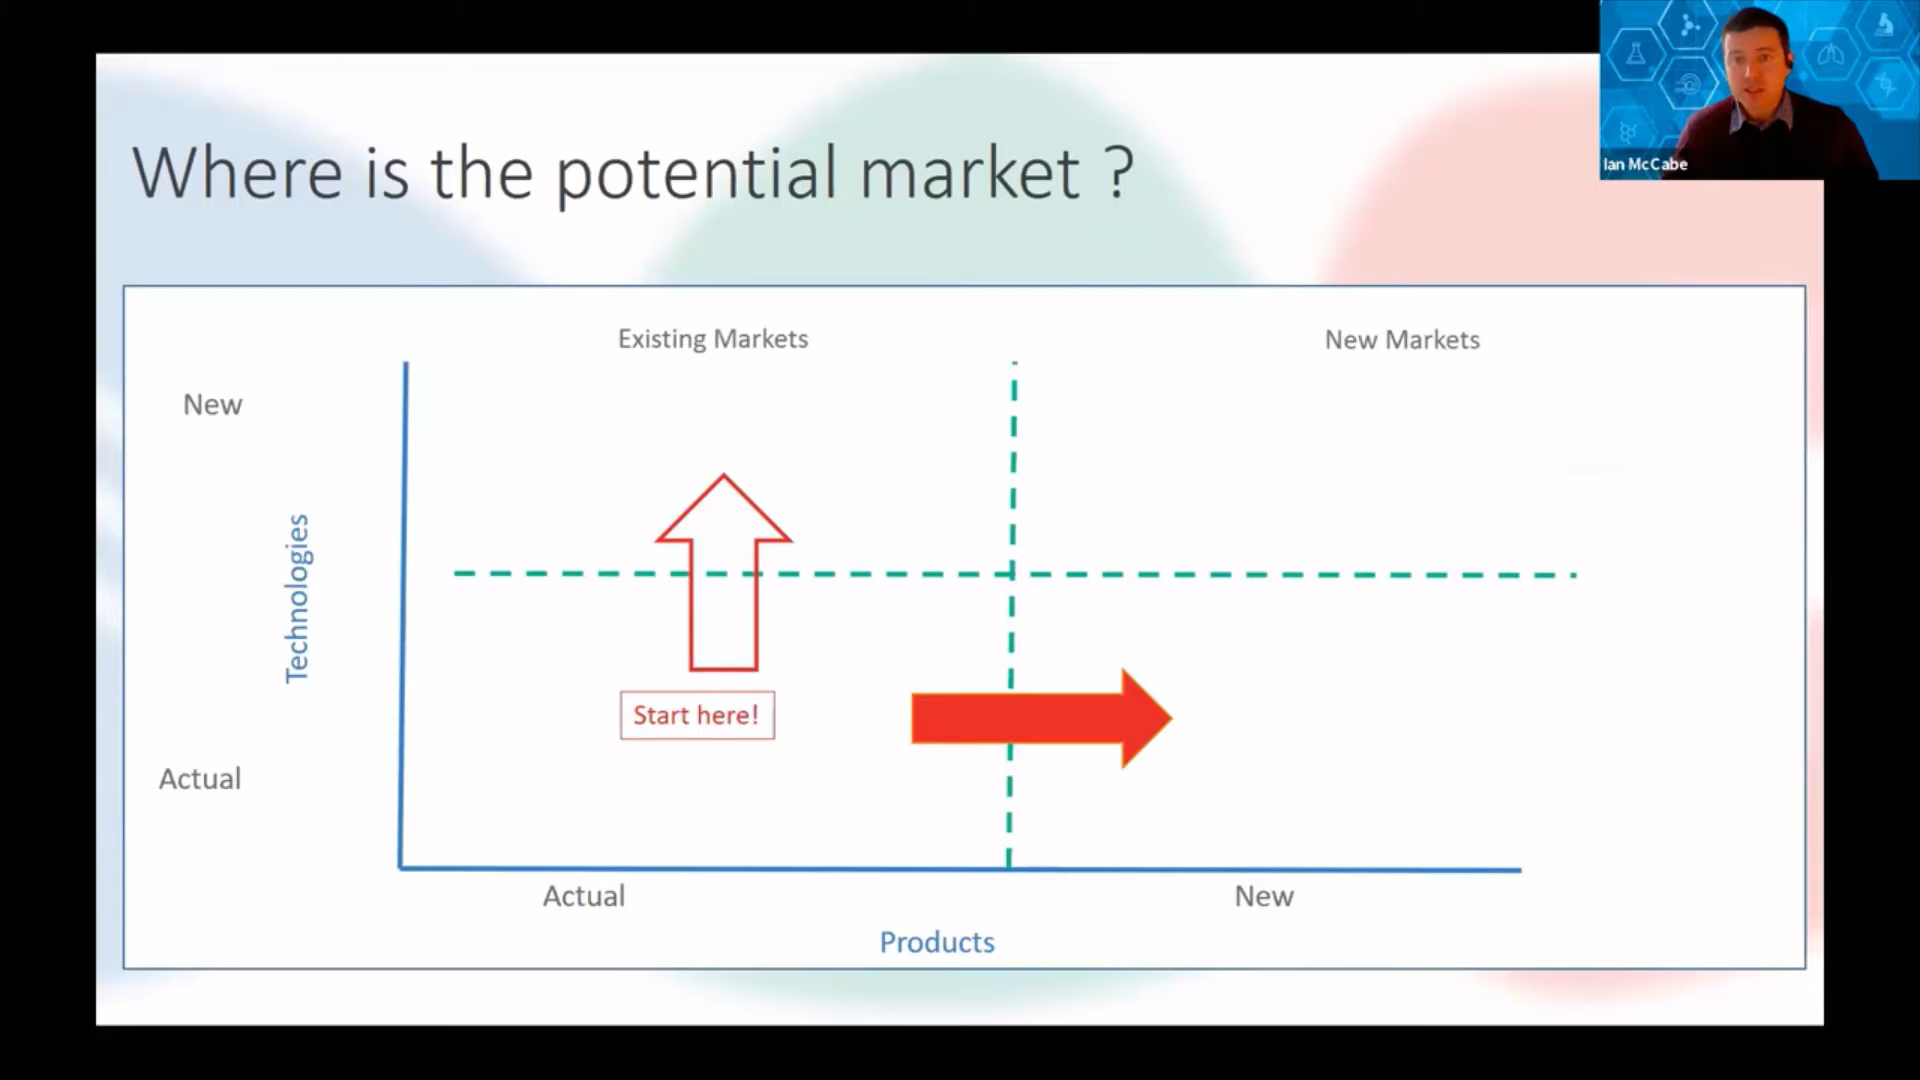 Where is the potential market ?
Ian McCabe
Existing Markets
New Markets
New
Technologies
Start here!
Actual
Actual
New
Products